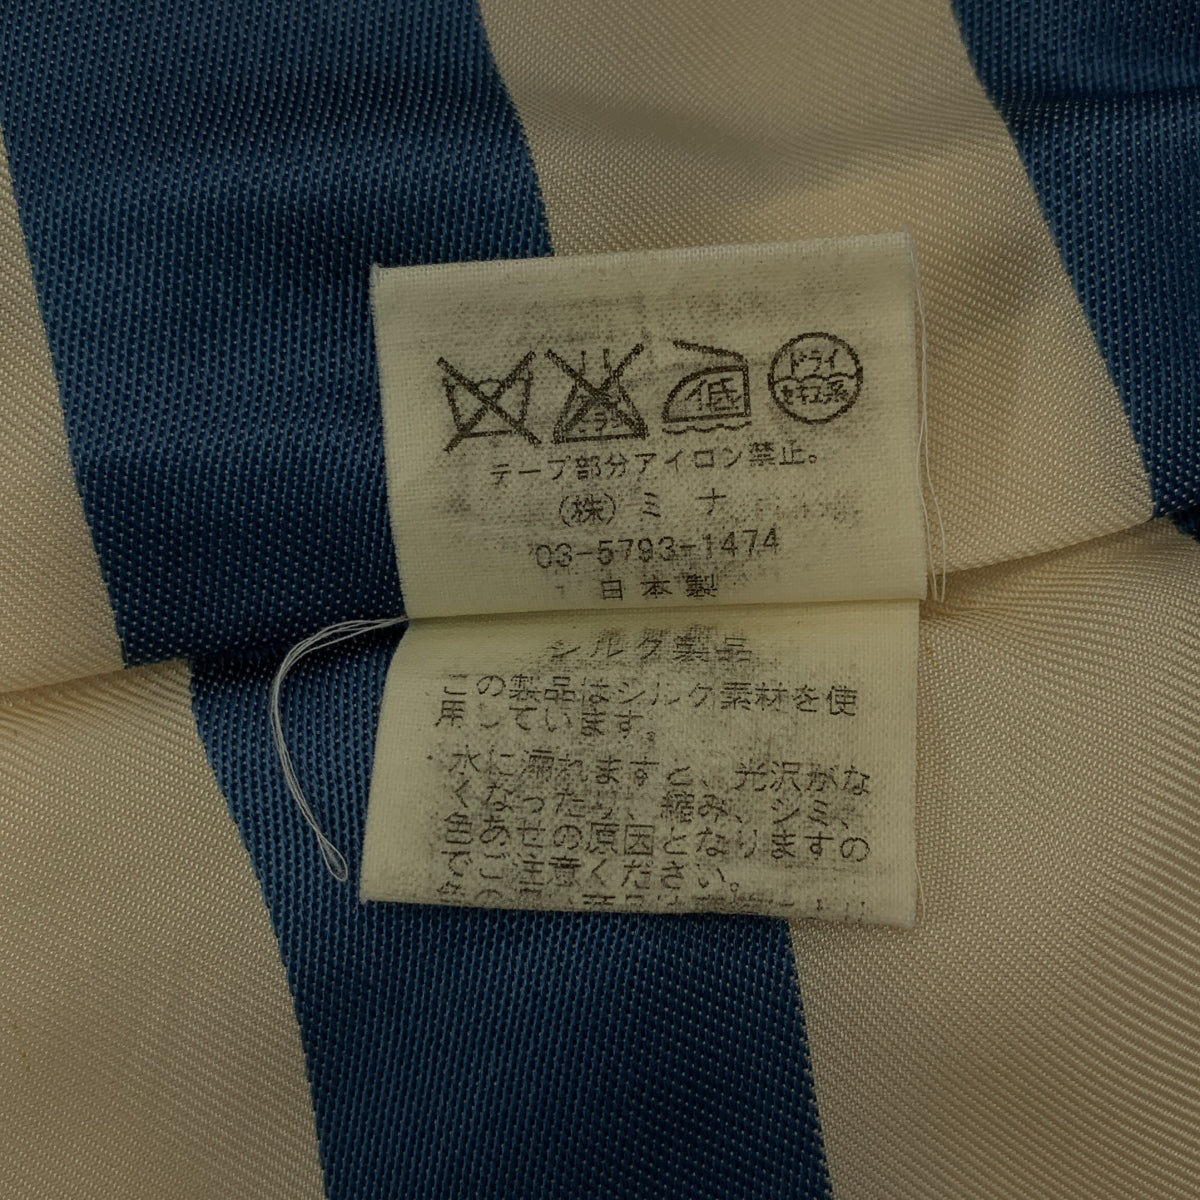 低
ドライ
石油系
テープ部分アイロン禁止。
(株)ミナ
03-5793-1474
日本製
シルク製品
この製品はシルク素材を使
用しています。
水に濡れますと、光沢がな
くなったり、縮み、シミ、
色あせの原因となりますの
でご注意ください。